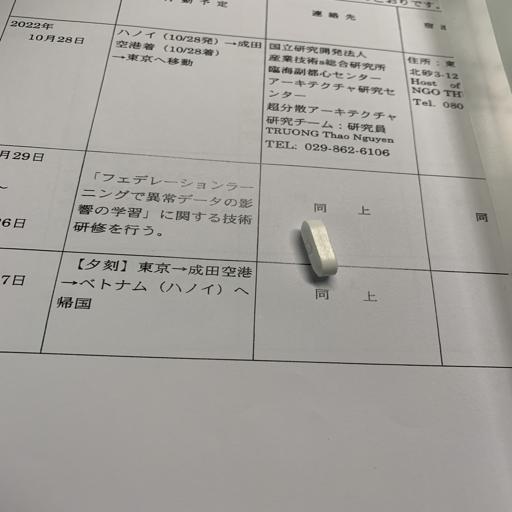 おりです。
動予定
連絡先
宿
2022年
10月28日
ハノイ（10/28発）→成田
空港着（10/28着）
→東京へ移動
国立研究開発法人
産業技術s総合研究所
臨海副都心センター
アーキテクチャ研究セ
ンター
超分散アーキテクチャ
研究チーム：研究員
TRUONG Thao Nguyen
TEL: 029-862-6106
住所：東
北砂3-12
Host of
NGO TH
Tel. 080
月29日
～
6日
「フェデレーションラー
ニングで異常データの影
響の学習」に関する技術
研修を行う。
同 上
同
7日
【夕刻】東京→成田空港
→ベトナム（ハノイ）へ
帰国
同 上